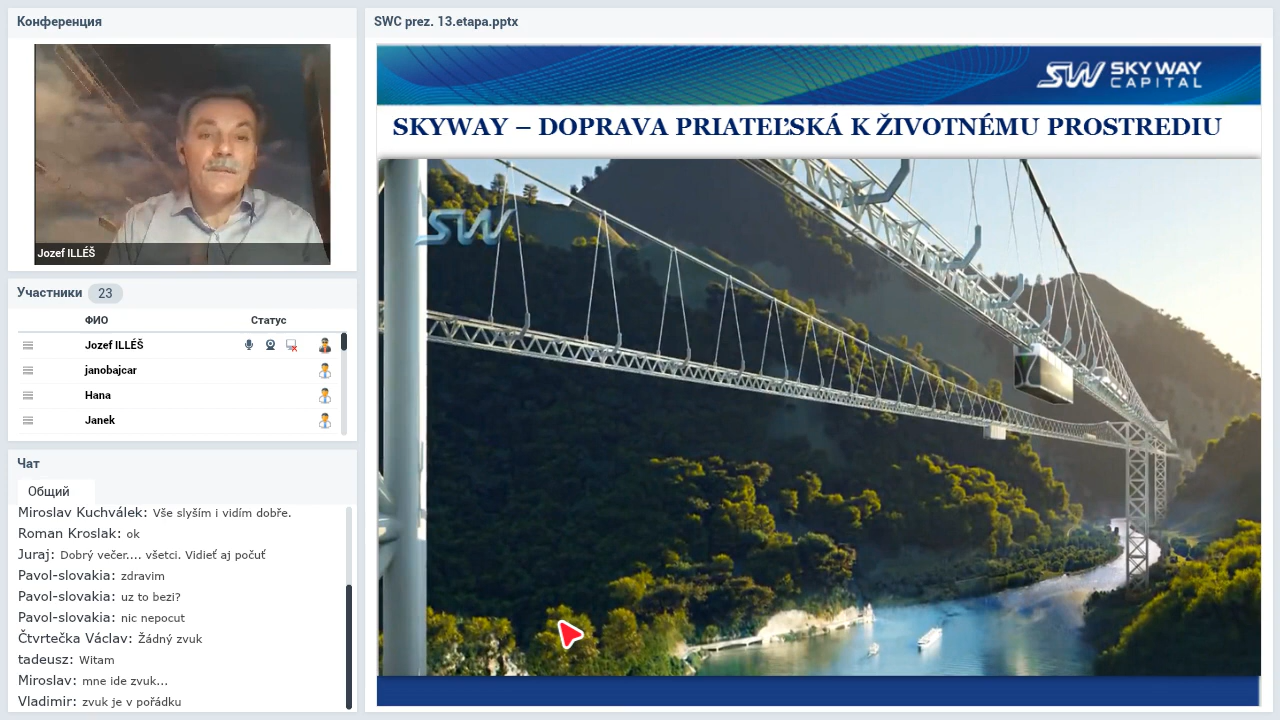 Конференция
Jozef ILLÉŠ
Участники 23
ФИО Статус
Jozef ILLÉŠ
janobajcar
Hana
Janek
Чат
Общий
Miroslav Kuchválek: Vše slyším i vidím dobře.
Roman Kroslak: ok
Juraj: Dobrý večer.... všetci. Vidieť aj počuť
Pavol-slovakia: zdravim
Pavol-slovakia: uz to bezi?
Pavol-slovakia: nic nepocut
Čtvrtečka Václav: Žádný zvuk
tadeusz: Witam
Miroslav: mne ide zvuk...
Vladimir: zvuk je v pořádku
SWC prez. 13.etapa.pptx
SW SKY WAY
CAPITAL
SKYWAY – DOPRAVA PRIATEĽSKÁ K ŽIVOTNÉMU PROSTREDIU
SW